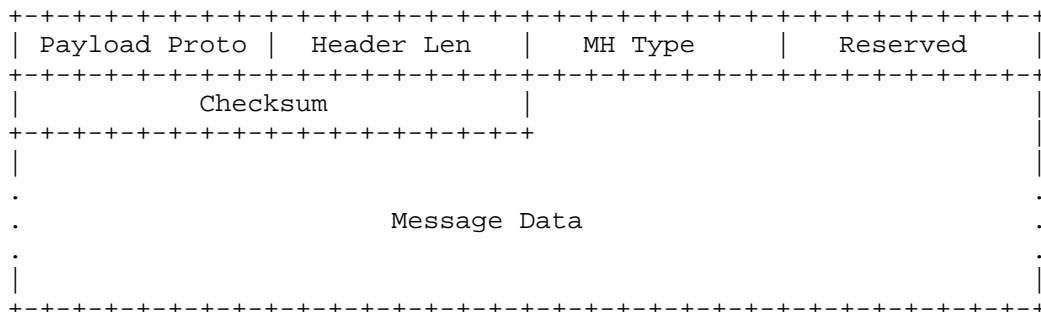 Payload Proto | Header Len | MH Type | Reserved
Checksum
Message Data